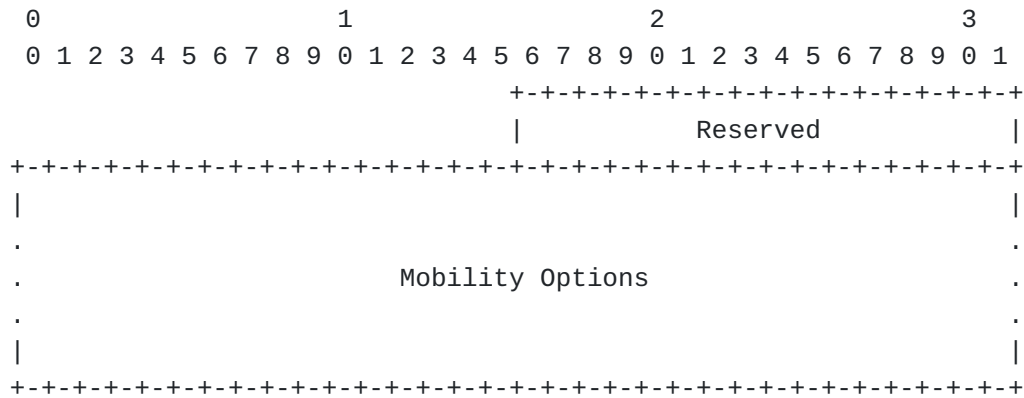 0                   1                   2                   3
 0 1 2 3 4 5 6 7 8 9 0 1 2 3 4 5 6 7 8 9 0 1 2 3 4 5 6 7 8 9 0 1
                                +-+-+-+-+-+-+-+-+-+-+-+-+-+-+-+-+
                                |           Reserved            |
+-+-+-+-+-+-+-+-+-+-+-+-+-+-+-+-+-+-+-+-+-+-+-+-+-+-+-+-+-+-+-+-+
|                                                               |
.                                                               .
.                        Mobility Options                       .
.                                                               .
|                                                               |
+-+-+-+-+-+-+-+-+-+-+-+-+-+-+-+-+-+-+-+-+-+-+-+-+-+-+-+-+-+-+-+-+